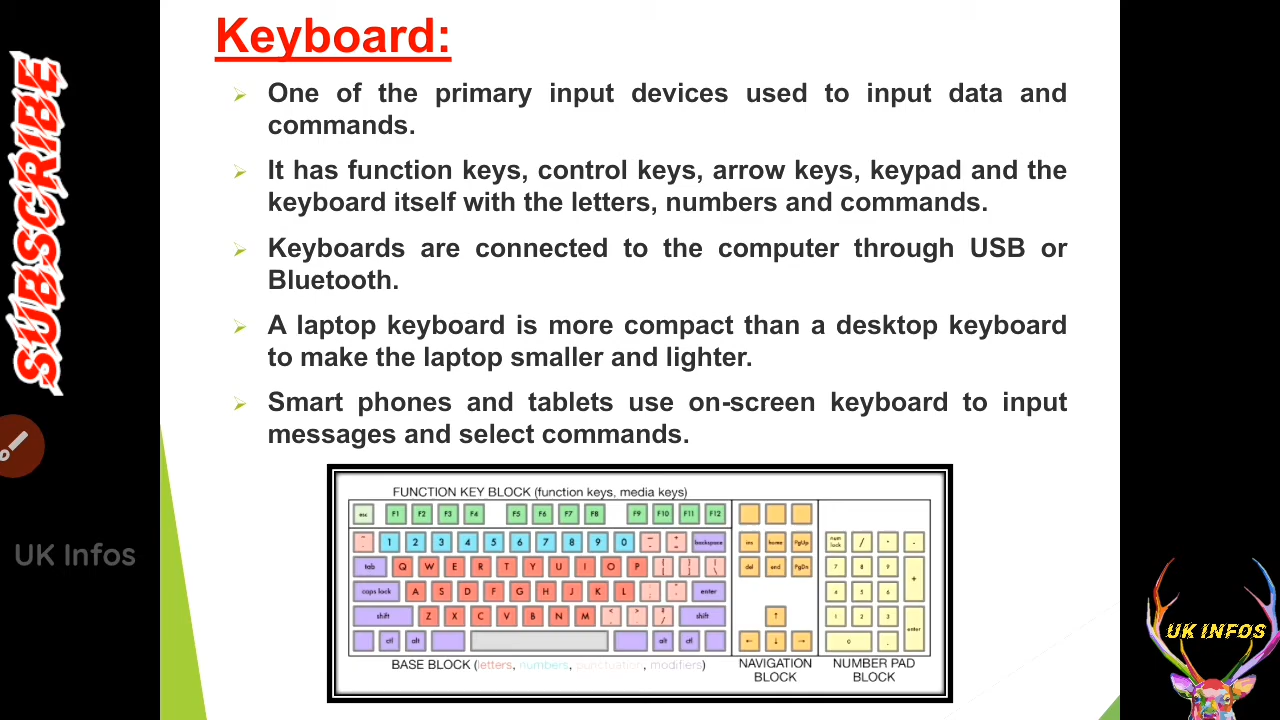 Keyboard:
SUBSCRIBE
One of the primary input devices used to input data and
commands.
It has function keys, control keys, arrow keys, keypad and the
keyboard itself with the letters, numbers and commands.
Keyboards are connected to the computer through USB or
Bluetooth.
A laptop keyboard is more compact than a desktop keyboard
to make the laptop smaller and lighter.
Smart phones and tablets use on-screen keyboard to input
messages and select commands.
FUNCTION KEY BLOCK (function keys, media keys)
esc F1 F2 F3 F4 F5 F6 F7 F8 F9 F10 F11 F12
1 2 3 4 5 6 7 8 9 0 backspace ins home PgUp num lock /
tab Q W E R T Y U I O P del end PgDn 7 8 9 +
caps lock A S D F G H J K L enter 4 5 6
shift Z X C V B N M shift ↑ 1 2 3 enter
ctl alt alt ctl ← ↓ → 0 .
BASE BLOCK (letters, numbers, punctuation, modifiers)
NAVIGATION
BLOCK
NUMBER PAD
BLOCK
UK Infos
UK INFOS